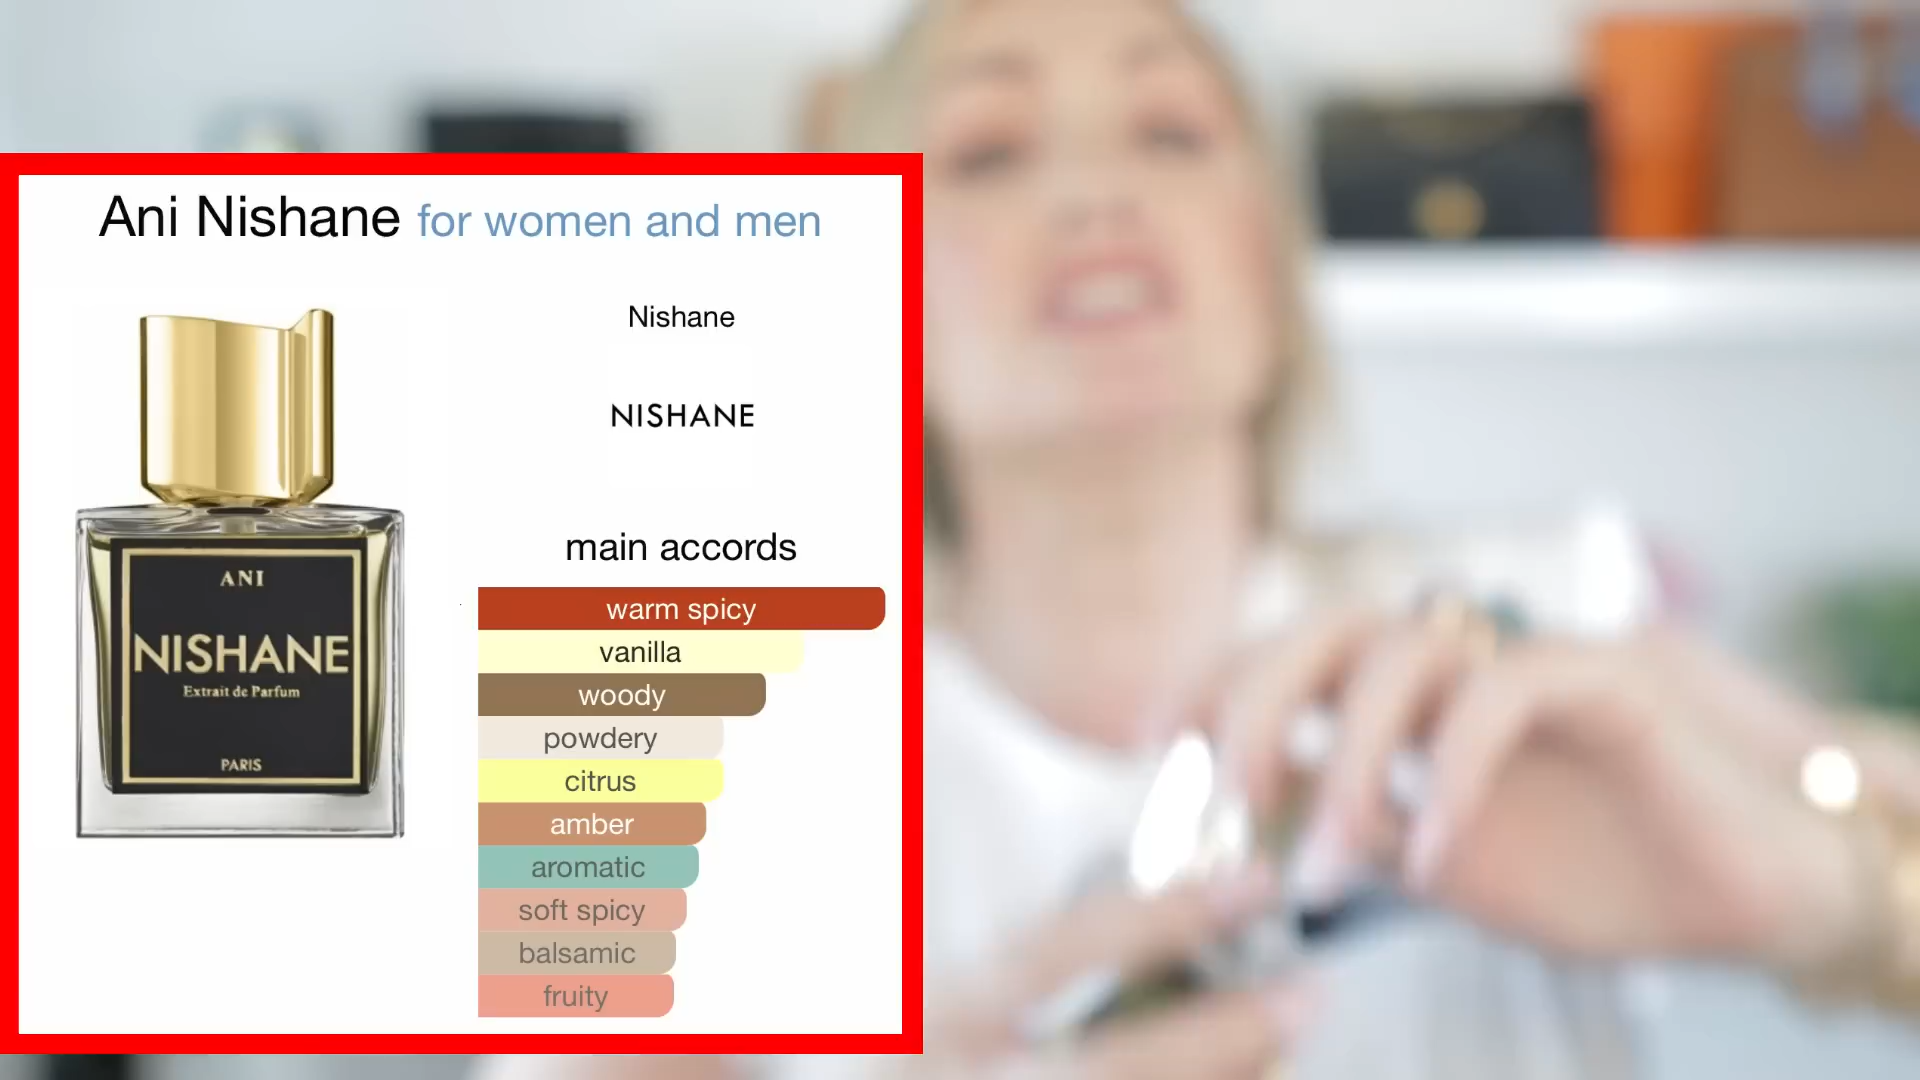 Ani Nishane for women and men
Nishane
NISHANE
main accords
warm spicy
vanilla
woody
powdery
citrus
amber
aromatic
soft spicy
balsamic
fruity
ANI
NISHANE
Extrait de Parfum
PARIS